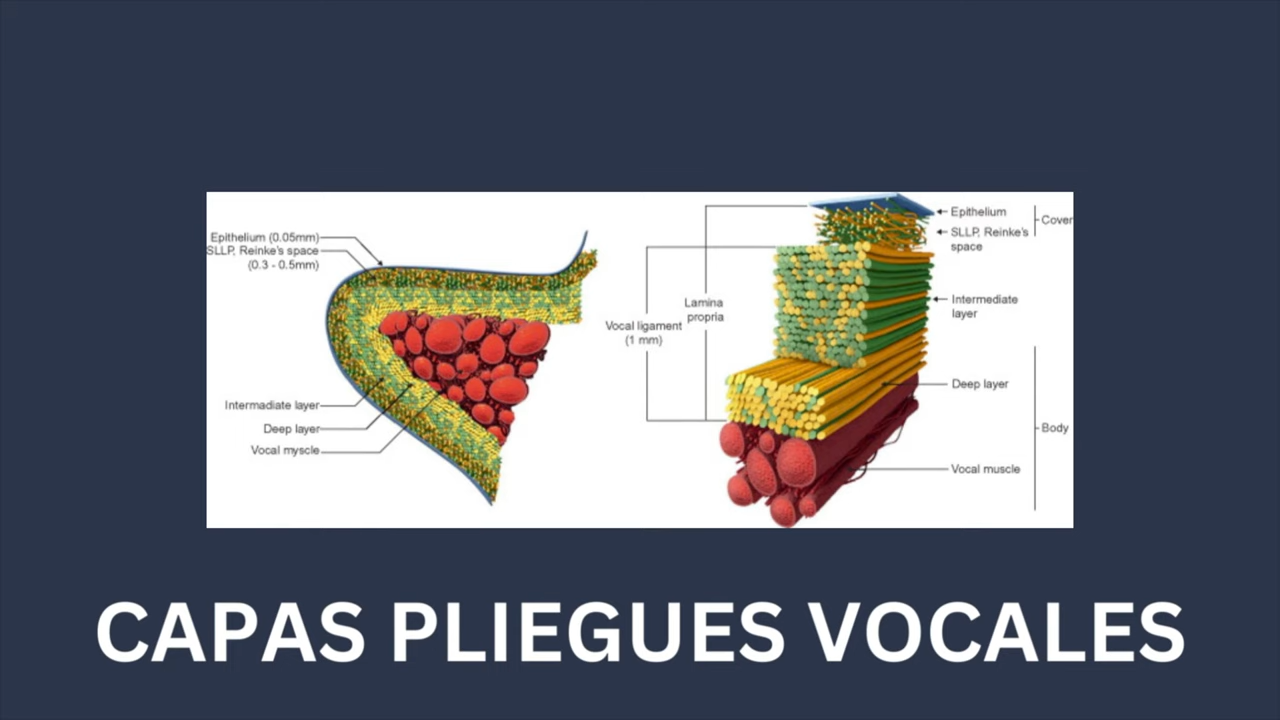 Epithelium (0.05mm)
SLLP, Reinke's space
(0.3 - 0.5mm)
Intermadiate layer
Deep layer
Vocal myscle
Vocal ligament
(1 mm)
Lamina
propria
Epithelium
SLLP, Reinke's
space
Cover
Intermediate
layer
Deep layer
Body
Vocal muscle
CAPAS PLIEGUES VOCALES